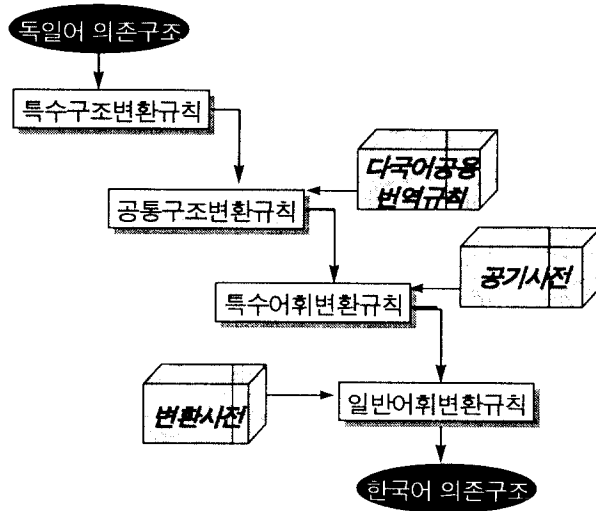 독일어 의존구조
특수구조변환규칙
다국어공용
번역규칙
공통구조변환규칙
공기사전
특수어휘변환규칙
변환사전
일반어휘변환규칙
한국어 의존구조